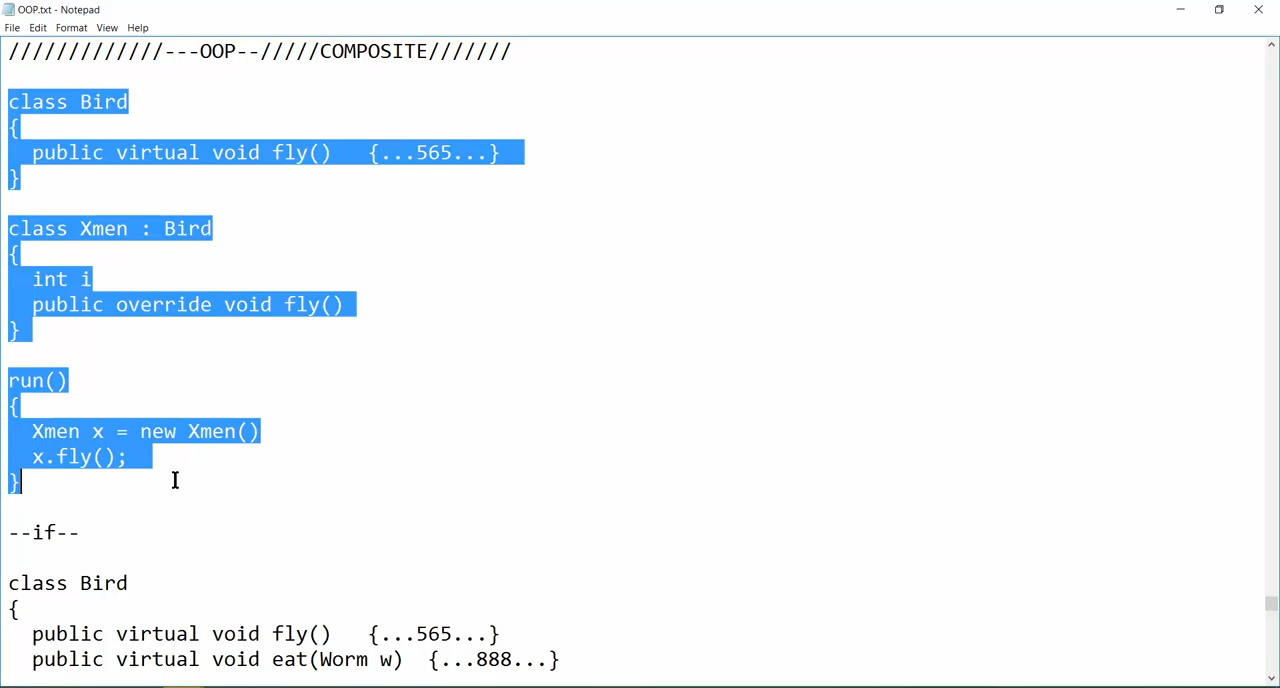 OOP.txt - Notepad
File Edit Format View Help
/////////////---OOP--/////COMPOSITE///////
class Bird
{
public virtual void fly() {...565...}
}
class Xmen : Bird
{
int i
public override void fly()
}
run()
{
Xmen x = new Xmen()
x.fly();
}
--if--
class Bird
{
public virtual void fly() {...565...}
public virtual void eat(Worm w) {...888...}